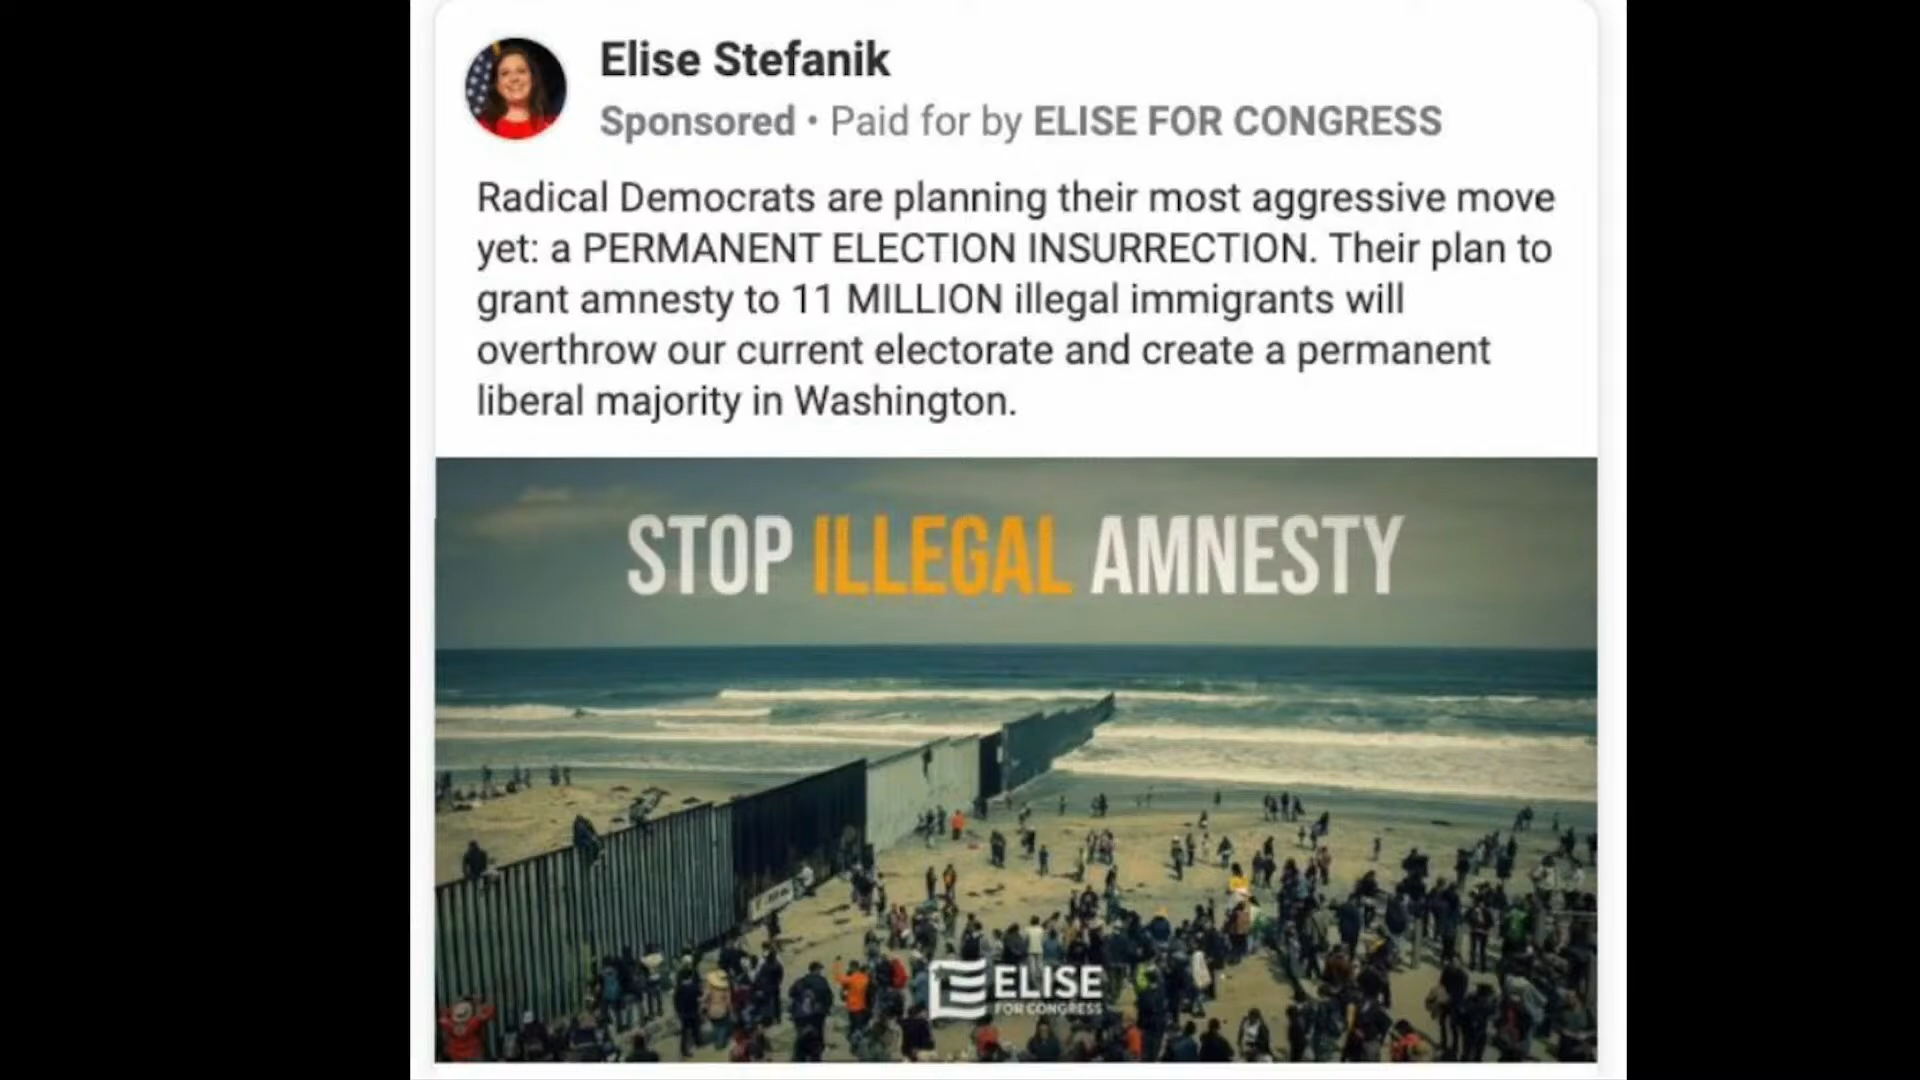 Elise Stefanik
Sponsored • Paid for by ELISE FOR CONGRESS
Radical Democrats are planning their most aggressive move
yet: a PERMANENT ELECTION INSURRECTION. Their plan to
grant amnesty to 11 MILLION illegal immigrants will
overthrow our current electorate and create a permanent
liberal majority in Washington.
STOP ILLEGAL AMNESTY
ELISE
FOR CONGRESS